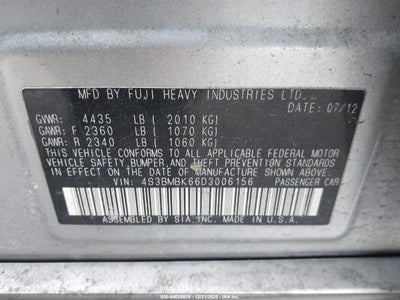 MFD BY FUJI HEAVY INDUSTRIES LTD.
DATE: 07/12
GVWR: 4435 LB ( 2010 KG)
GAWR: F 2360 LB ( 1070 KG)
GAWR: R 2340 LB ( 1060 KG)
THIS VEHICLE CONFORMS TO ALL APPLICABLE FEDERAL MOTOR
VEHICLE SAFETY, BUMPER, AND THEFT PREVENTION STANDARDS
IN EFFECT ON THE DATE OF MANUFACTURE SHOWN ABOVE.
VIN: 4S3BMBK66D3006156 PASSENGER CAR
ASSEMBLED BY SIA, INC. MADE IN U.S.A.